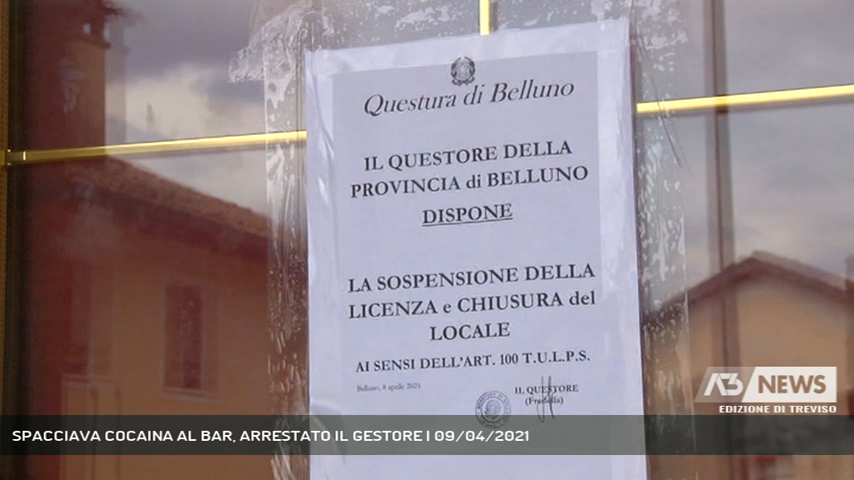 Questura di Belluno
IL QUESTORE DELLA
PROVINCIA di BELLUNO
DISPONE
LA SOSPENSIONE DELLA
LICENZA e CHIUSURA del
LOCALE
AI SENSI DELL'ART. 100 T.U.L.P.S.
Belluno, 8 aprile 2021
IL QUESTORE
A3 NEWS
EDIZIONE DI TREVISO
SPACCIAVA COCAINA AL BAR, ARRESTATO IL GESTORE | 09/04/2021